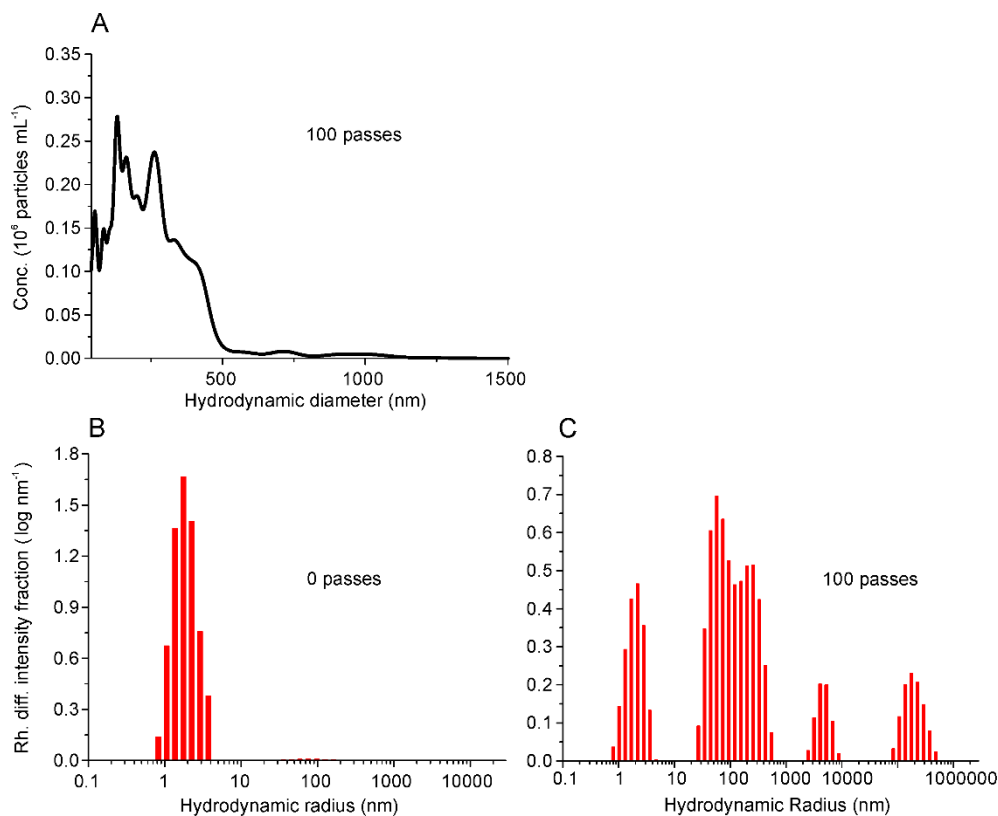 A
0.35
0.30
0.25
0.20
0.15
0.10
0.05
0.00
Conc. (10⁶ particles mL⁻¹)
100 passes
500 1000 1500
Hydrodynamic diameter (nm)
B
1.8
1.5
1.2
0.9
0.6
0.3
0.0
Rh. diff. intensity fraction ( log nm⁻¹ )
0 passes
0.1 1 10 100 1000 10000
Hydrodynamic radius (nm)
C
0.8
0.7
0.6
0.5
0.4
0.3
0.2
0.1
0.0
100 passes
0.1 1 10 100 1000 10000 1000000
Hydrodynamic Radius (nm)